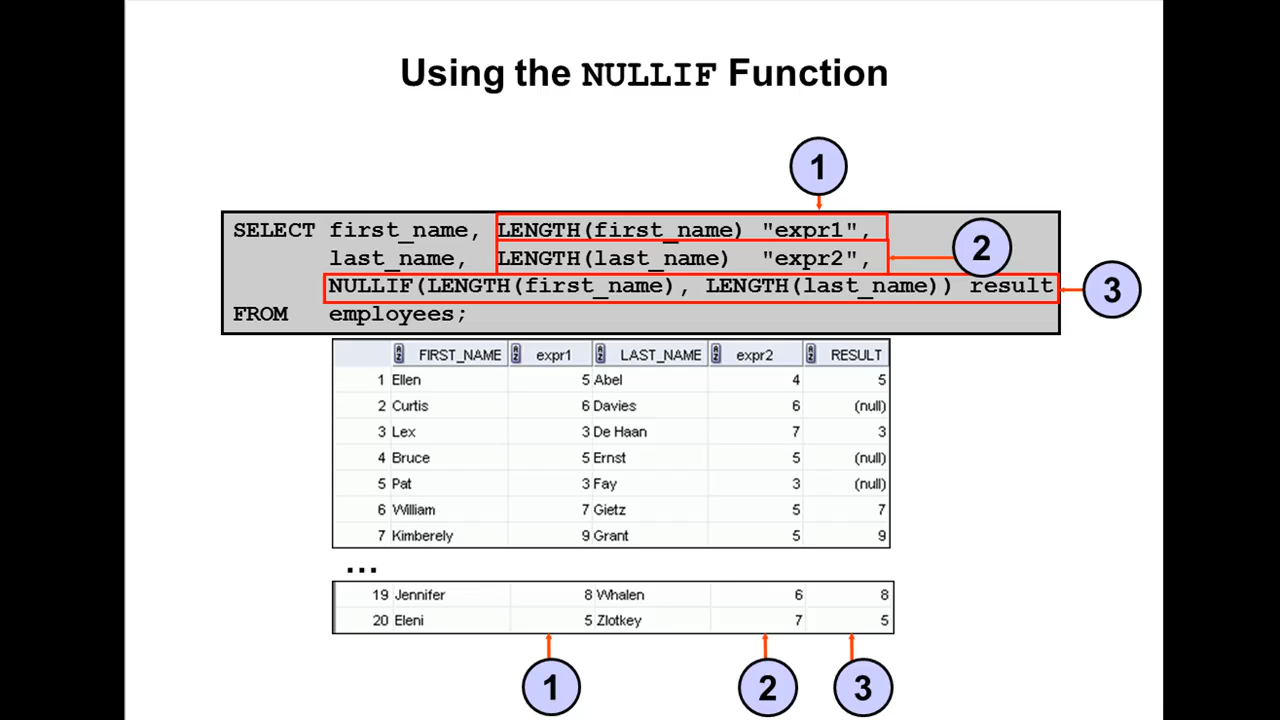 Using the NULLIF Function
1
SELECT first_name, LENGTH(first_name) "expr1",
last_name, LENGTH(last_name) "expr2",
2
NULLIF(LENGTH(first_name), LENGTH(last_name)) result
3
FROM employees;
FIRST_NAME expr1 LAST_NAME expr2 RESULT
1 Ellen 5 Abel 4 5
2 Curtis 6 Davies 6 (null)
3 Lex 3 De Haan 7 3
4 Bruce 5 Ernst 5 (null)
5 Pat 3 Fay 3 (null)
6 William 7 Gietz 5 7
7 Kimberely 9 Grant 5 9
...
19 Jennifer 8 Whalen 6 8
20 Eleni 5 Zlotkey 7 5
1 2 3